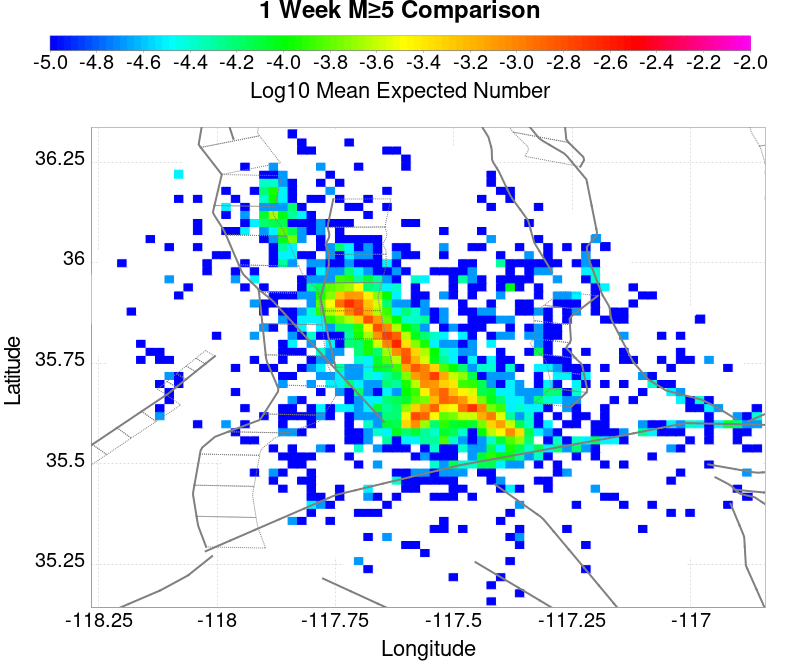 1 Week M≥5 Comparison
-5.0 -4.8 -4.6 -4.4 -4.2 -4.0 -3.8 -3.6 -3.4 -3.2 -3.0 -2.8 -2.6 -2.4 -2.2 -2.0
Log10 Mean Expected Number
36.25
36
35.75
35.5
35.25
Latitude
-118.25 -118 -117.75 -117.5 -117.25 -117
Longitude